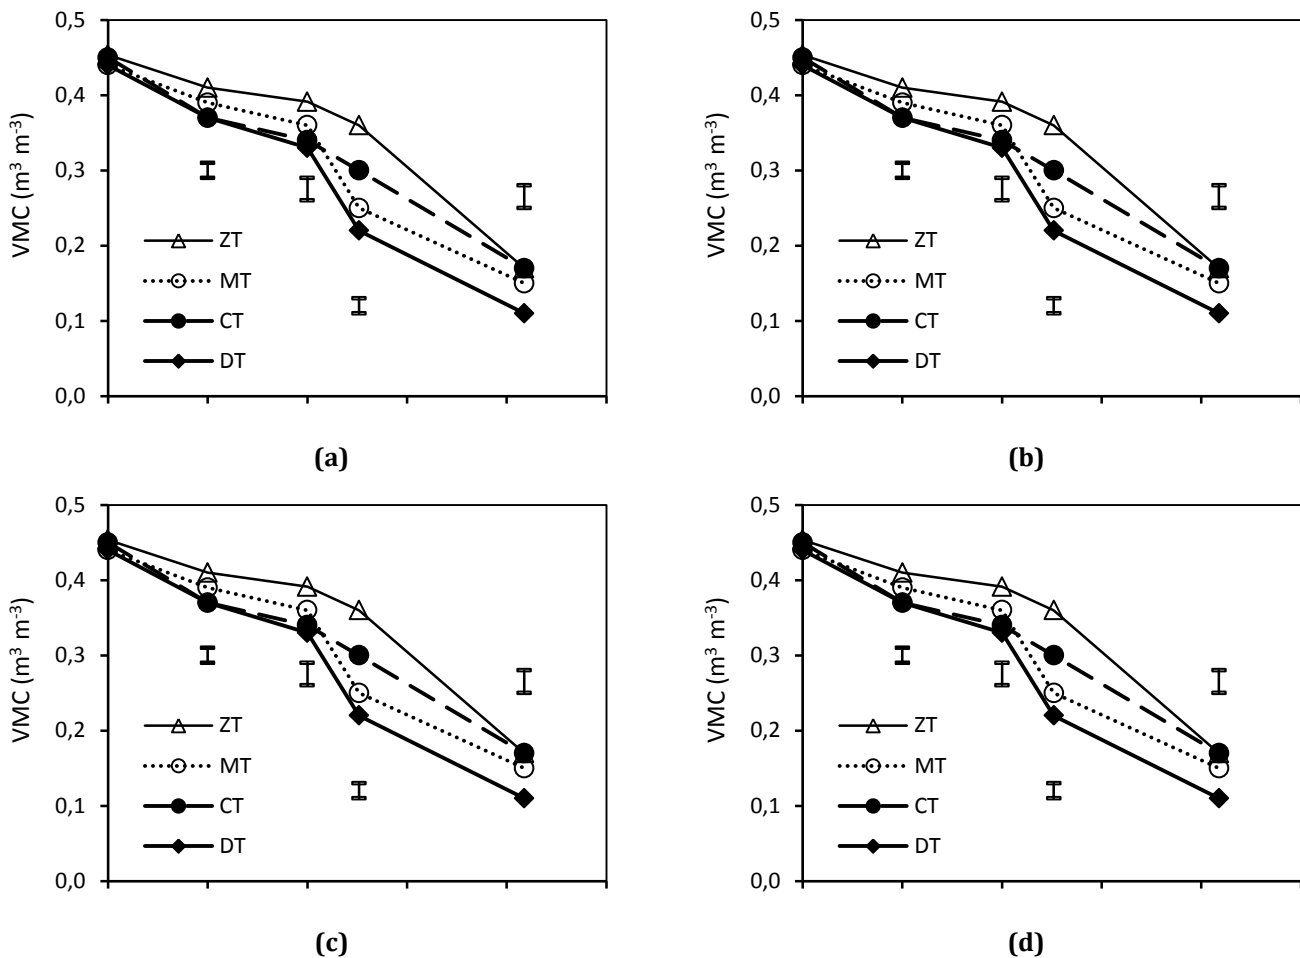 0,5
0,4
0,3
0,2
0,1
0,0
VMC (m³ m⁻³)
ZT
MT
CT
DT
(a)
0,5
0,4
0,3
0,2
0,1
0,0
VMC (m³ m⁻³)
ZT
MT
CT
DT
(b)
0,5
0,4
0,3
0,2
0,1
0,0
VMC (m³ m⁻³)
ZT
MT
CT
DT
(c)
0,5
0,4
0,3
0,2
0,1
0,0
VMC (m³ m⁻³)
ZT
MT
CT
DT
(d)